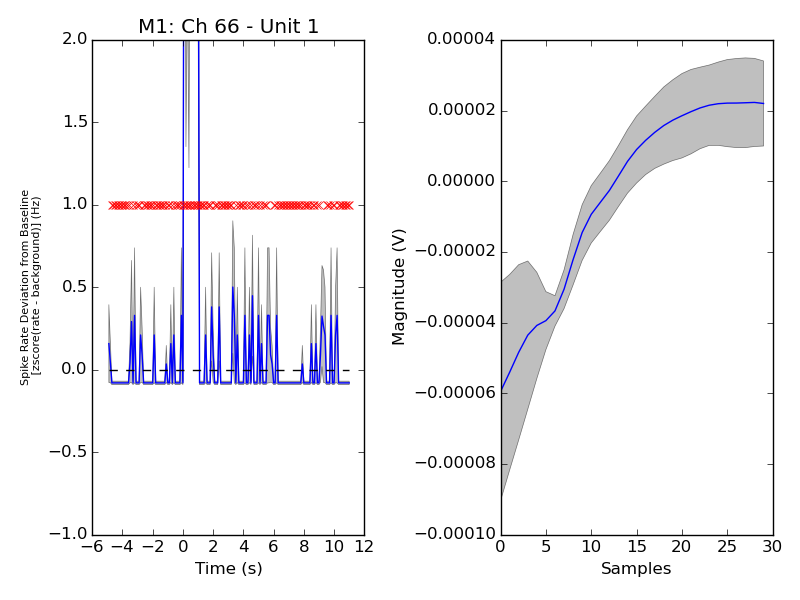 M1: Ch 66 - Unit 1
2.0
1.5
1.0
0.5
0.0
−0.5
−1.0
Spike Rate Deviation from Baseline
[zscore(rate - background)] (Hz)
−6 −4 −2 0 2 4 6 8 10 12
Time (s)
0.00004
0.00002
0.00000
−0.00002
−0.00004
−0.00006
−0.00008
−0.00010
Magnitude (V)
0 5 10 15 20 25 30
Samples